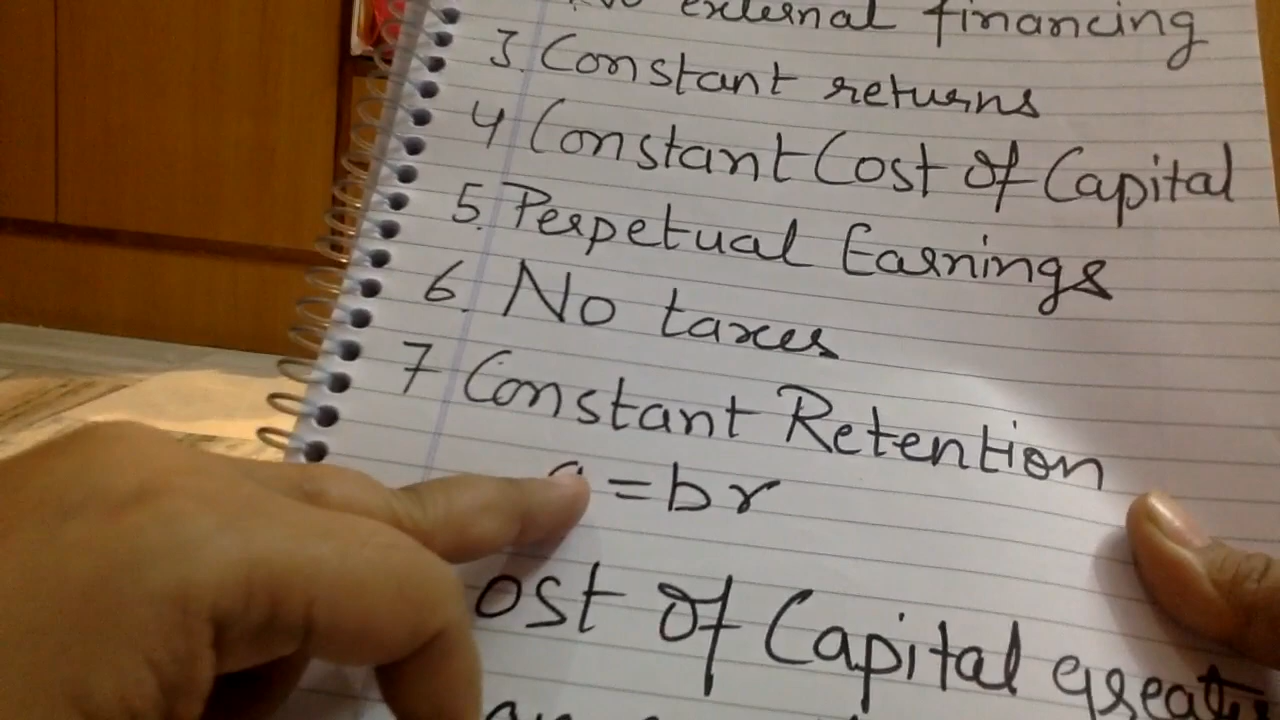 external financing
3. Constant returns
4 Constant Cost of Capital
5. Perpetual Earnings
6. No taxes
7 Constant Retention
= br
ost of Capital great